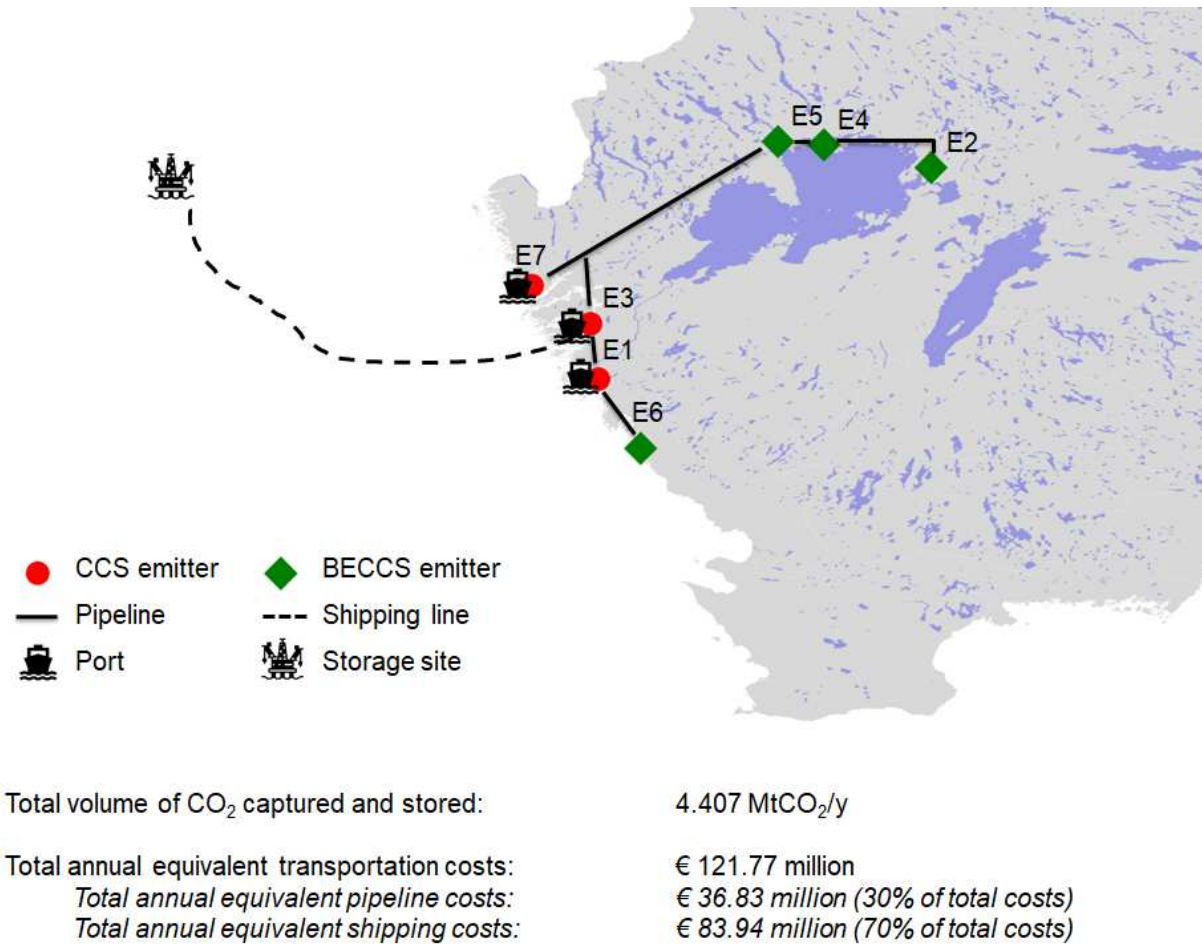 E5 E4
E2
E7
E3
E1
E6
CCS emitter BECCS emitter
Pipeline Shipping line
Port Storage site
Total volume of CO₂ captured and stored: 4.407 MtCO₂/y
Total annual equivalent transportation costs: € 121.77 million
Total annual equivalent pipeline costs: € 36.83 million (30% of total costs)
Total annual equivalent shipping costs: € 83.94 million (70% of total costs)